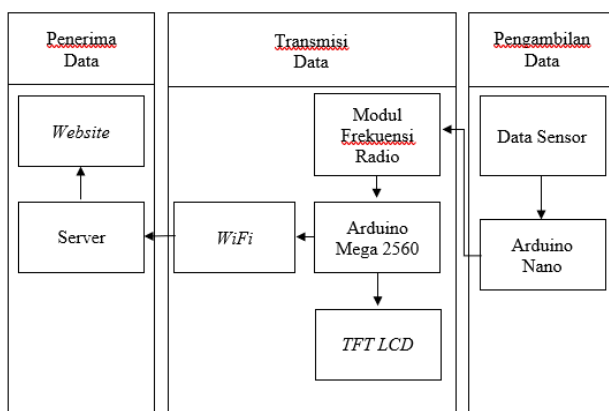 Penerima
Data
Transmisi
Data
Pengambilan
Data
Website
Modul
Frekuensi
Radio
Data Sensor
Server
WiFi
Arduino
Mega 2560
Arduino
Nano
TFT LCD